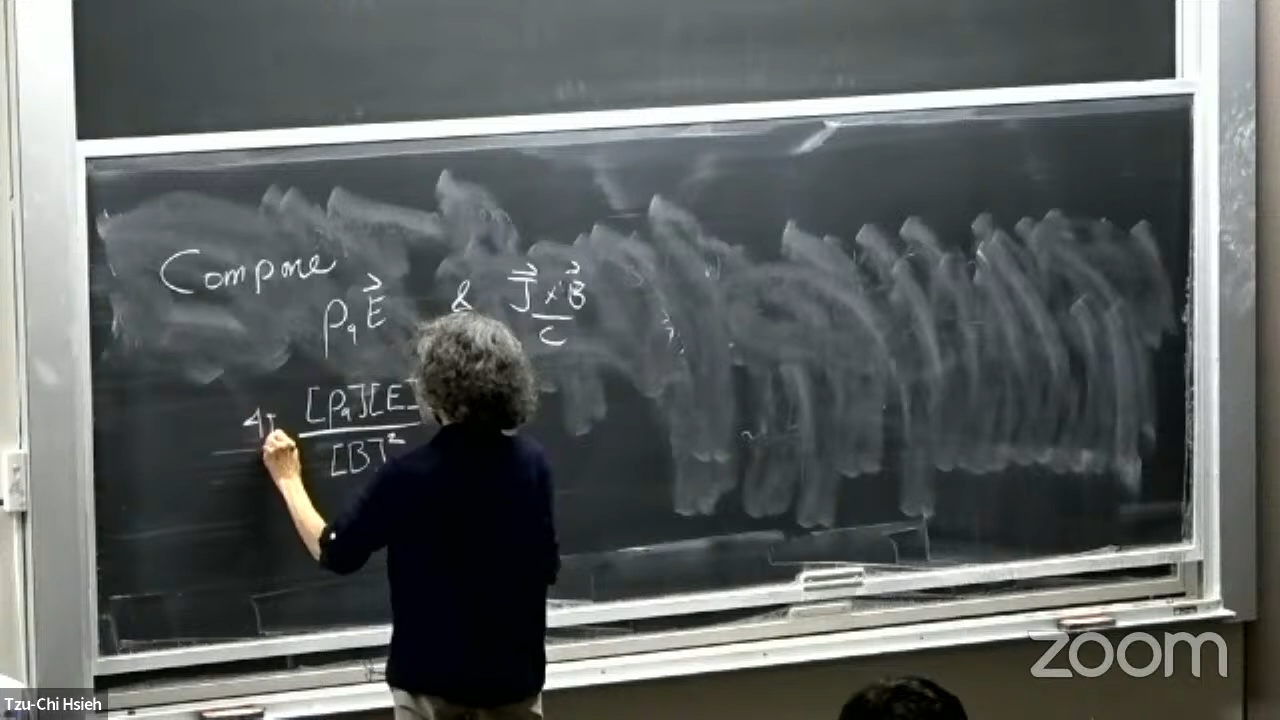 Compare
ρq E⃗ & J⃗ × B⃗ / C
4π [ρq][E]
[B]²
zoom
Tzu-Chi Hsieh